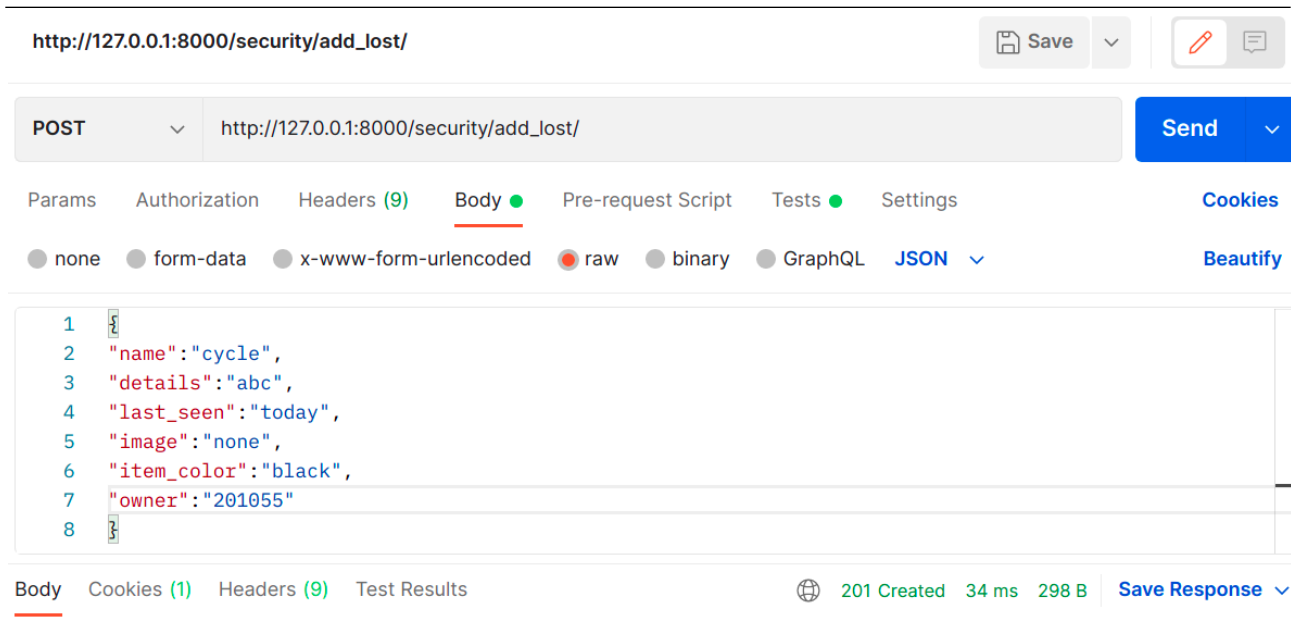 http://127.0.0.1:8000/security/add_lost/ Save
POST http://127.0.0.1:8000/security/add_lost/ Send
Params Authorization Headers (9) Body Pre-request Script Tests Settings Cookies
none form-data x-www-form-urlencoded raw binary GraphQL JSON Beautify
1 {
2 "name":"cycle",
3 "details":"abc",
4 "last_seen":"today",
5 "image":"none",
6 "item_color":"black",
7 "owner":"201055"
8 }
Body Cookies (1) Headers (9) Test Results 201 Created 34 ms 298 B Save Response